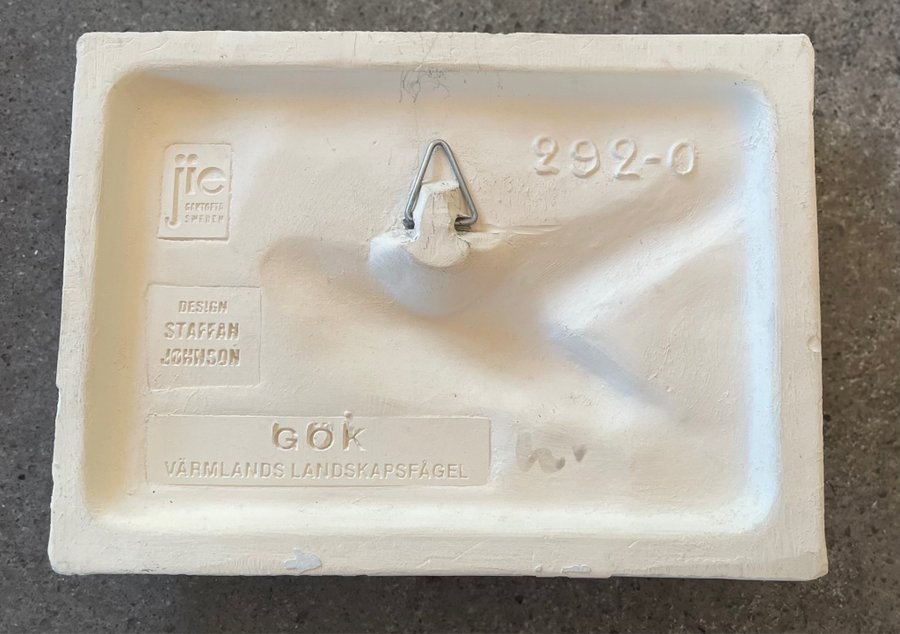 jie
GANTOFTA
SWEDEN
292-0
DESIGN
STAFFAN
JOHNSON
GÖK
VÄRMLANDS LANDSKAPSFÅGEL